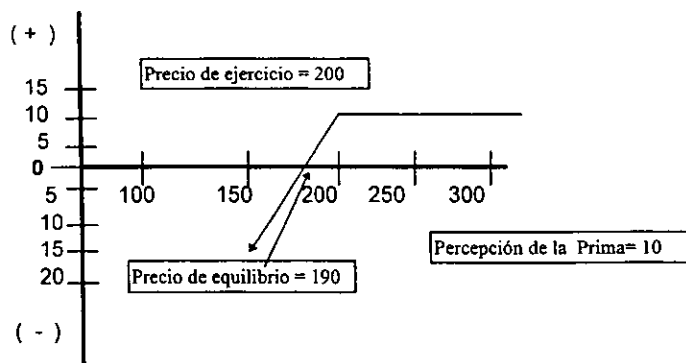 ( + )
Precio de ejercicio = 200
15
10
5
0
100 150 200 250 300
5
10
15
20
Percepción de la Prima= 10
Precio de equilibrio = 190
( - )